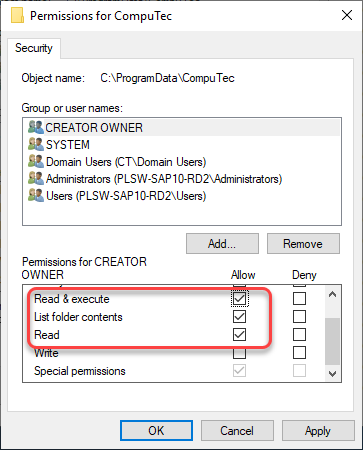 Permissions for CompuTec
Security
Object name: C:\ProgramData\CompuTec
Group or user names:
CREATOR OWNER
SYSTEM
Domain Users (CT\Domain Users)
Administrators (PLSW-SAP10-RD2\Administrators)
Users (PLSW-SAP10-RD2\Users)
Add... Remove
Permissions for CREATOR
OWNER Allow Deny
Read & execute
List folder contents
Read
Write
Special permissions
OK Cancel Apply